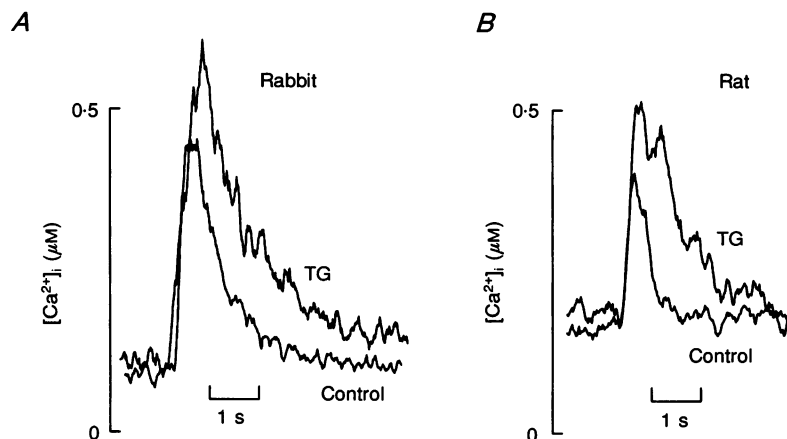 A
Rabbit
0·5
[Ca²⁺]ᵢ (μM)
TG
Control
0
1 s
B
Rat
0·5
[Ca²⁺]ᵢ (μM)
TG
Control
0
1 s